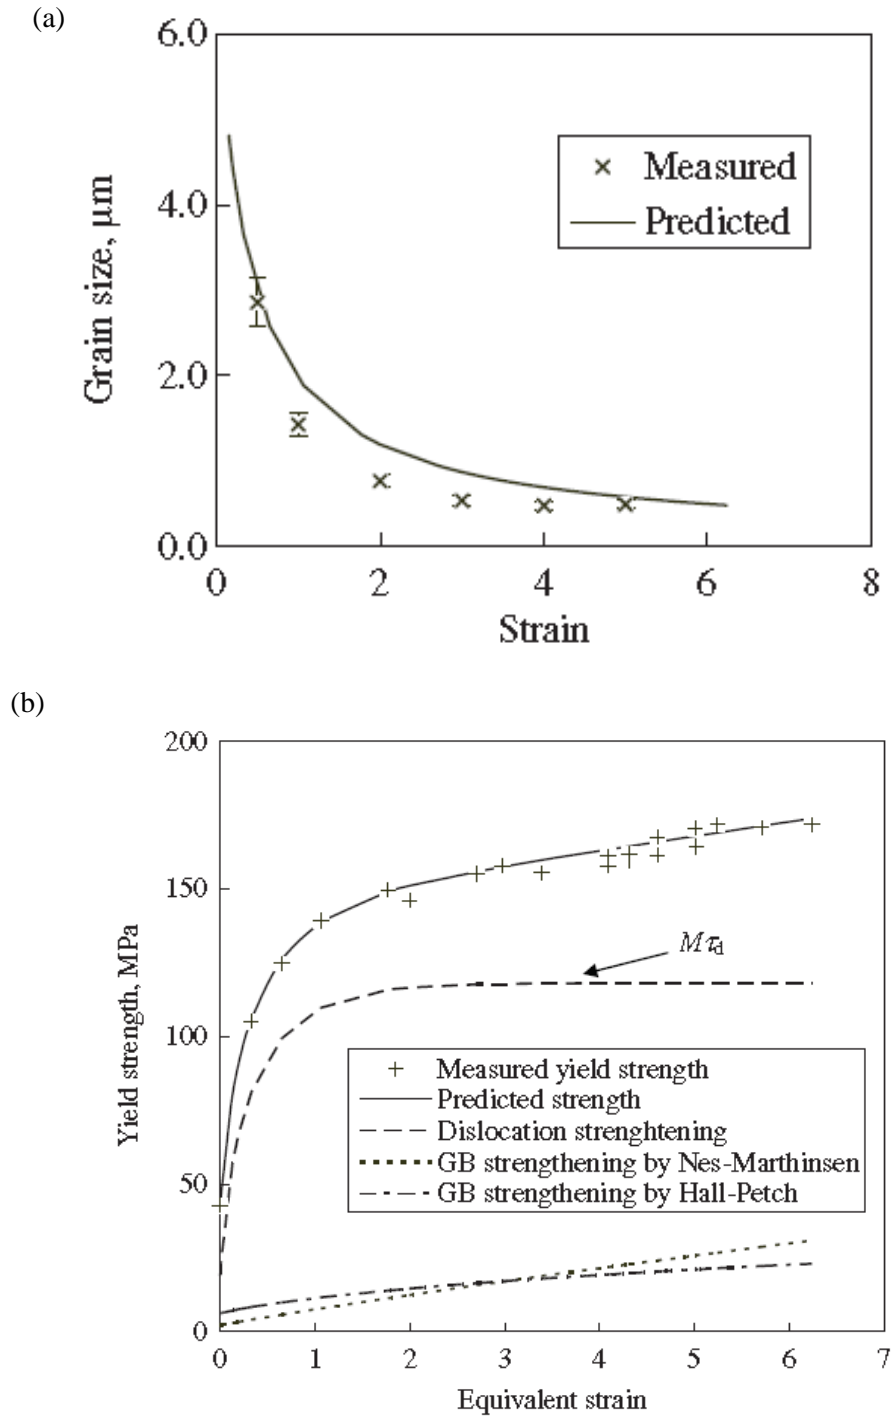 (a)
6.0
4.0
2.0
0.0
Grain size, μm
× Measured
Predicted
0 2 4 6 8
Strain
(b)
200
150
100
50
0
Yield strength, MPa
Mτd
+ Measured yield strength
Predicted strength
Dislocation strenghtening
GB strengthening by Nes-Marthinsen
GB strengthening by Hall-Petch
0 1 2 3 4 5 6 7
Equivalent strain